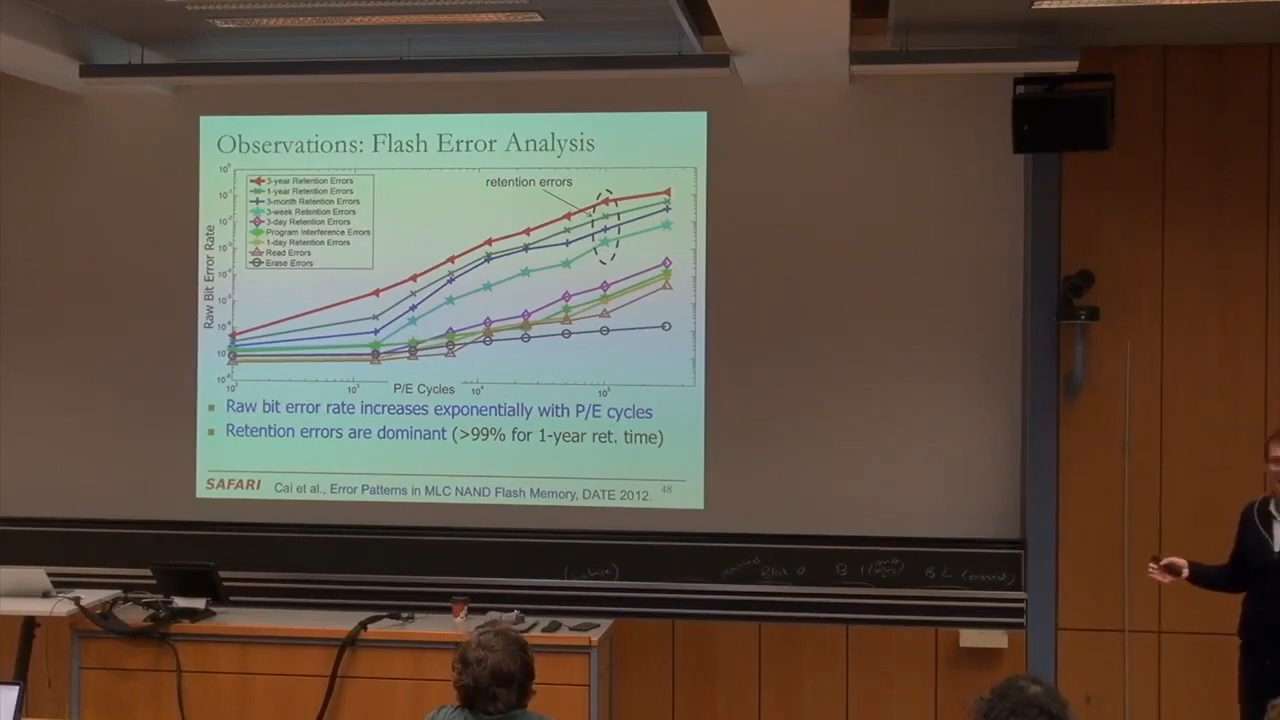 Observations: Flash Error Analysis
3-year Retention Errors
1-year Retention Errors
3-month Retention Errors
3-week Retention Errors
3-day Retention Errors
Program Interference Errors
1-day Retention Errors
Read Errors
Erase Errors
retention errors
Raw Bit Error Rate
P/E Cycles
Raw bit error rate increases exponentially with P/E cycles
Retention errors are dominant (>99% for 1-year ret. time)
SAFARI Cai et al., Error Patterns in MLC NAND Flash Memory, DATE 2012. 48